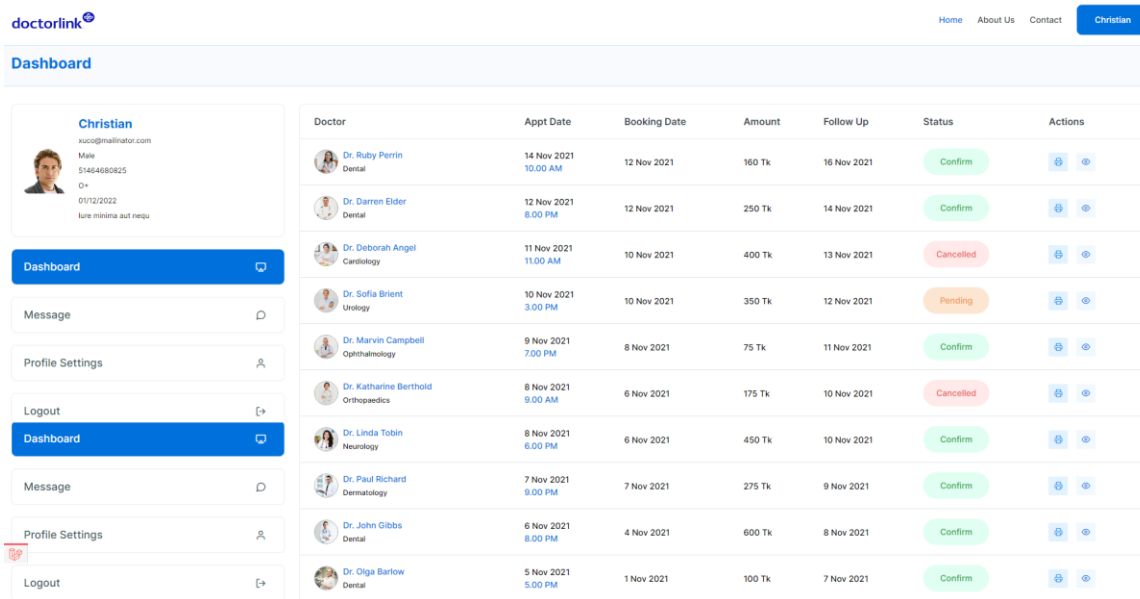 doctorlink
Home About Us Contact Christian
Dashboard
Christian
xuco@mailinator.com
Male
51464680825
O+
01/12/2022
Iure minima aut nequ
Dashboard
Message
Profile Settings
Logout
Dashboard
Message
Profile Settings
Logout
Doctor Appt Date Booking Date Amount Follow Up Status Actions
Dr. Ruby Perrin
Dental
14 Nov 2021
10.00 AM
12 Nov 2021 160 Tk 16 Nov 2021 Confirm
Dr. Darren Elder
Dental
12 Nov 2021
8.00 PM
12 Nov 2021 250 Tk 14 Nov 2021 Confirm
Dr. Deborah Angel
Cardiology
11 Nov 2021
11.00 AM
10 Nov 2021 400 Tk 13 Nov 2021 Cancelled
Dr. Sofia Brient
Urology
10 Nov 2021
3.00 PM
10 Nov 2021 350 Tk 12 Nov 2021 Pending
Dr. Marvin Campbell
Ophthalmology
9 Nov 2021
7.00 PM
8 Nov 2021 75 Tk 11 Nov 2021 Confirm
Dr. Katharine Berthold
Orthopaedics
8 Nov 2021
9.00 AM
6 Nov 2021 175 Tk 10 Nov 2021 Cancelled
Dr. Linda Tobin
Neurology
8 Nov 2021
6.00 PM
6 Nov 2021 450 Tk 10 Nov 2021 Confirm
Dr. Paul Richard
Dermatology
7 Nov 2021
9.00 PM
7 Nov 2021 275 Tk 9 Nov 2021 Confirm
Dr. John Gibbs
Dental
6 Nov 2021
8.00 PM
4 Nov 2021 600 Tk 8 Nov 2021 Confirm
Dr. Olga Barlow
Dental
5 Nov 2021
5.00 PM
1 Nov 2021 100 Tk 7 Nov 2021 Confirm